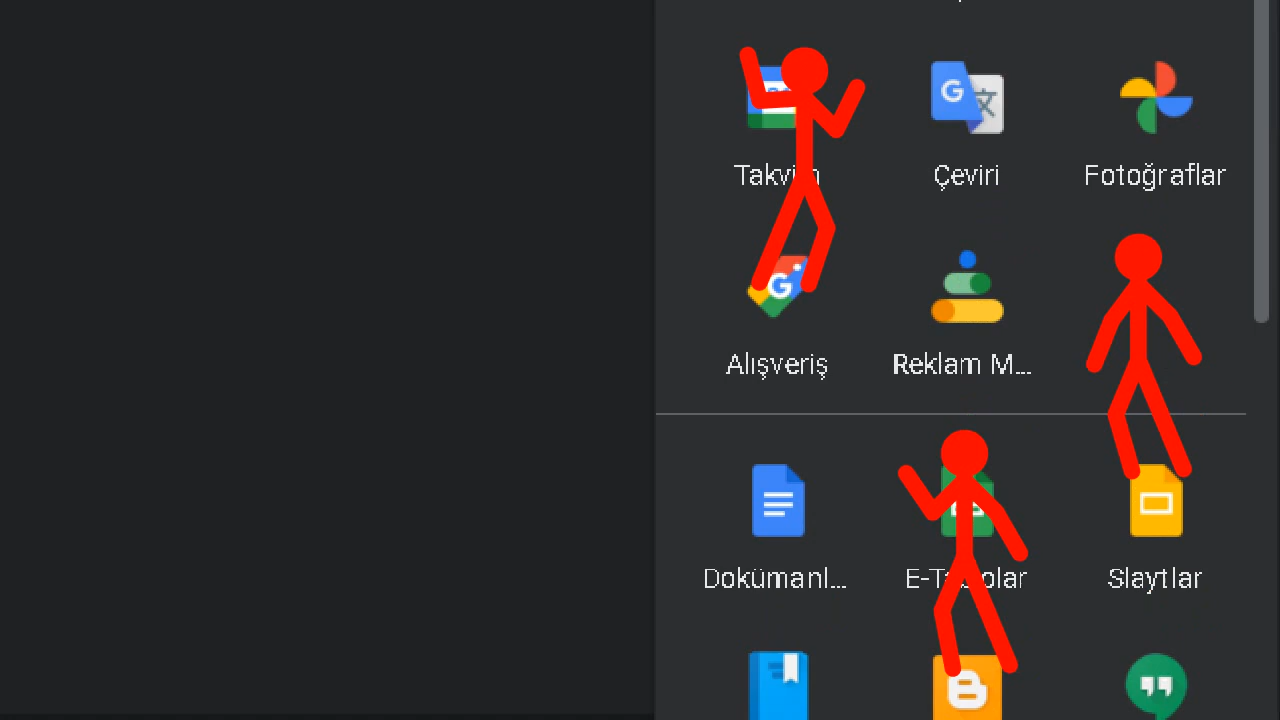 Çeviri
Fotoğraflar
Alışveriş
Reklam M...
Dokümanl...
Slaytlar